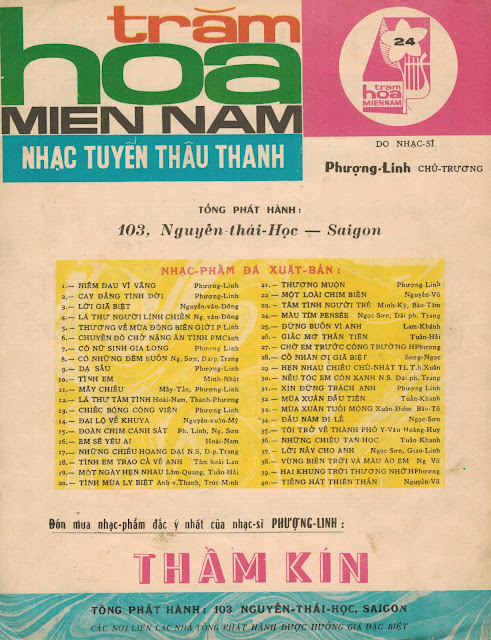 trăm
hoa
MIEN NAM
NHẠC TUYỂN THÂU THANH
24
trăm
hoa
MIENNAM
DO NHẠC-SĨ
Phượng-Linh CHỦ-TRƯƠNG
TỔNG PHÁT HÀNH:
103, Nguyễn-thái-Học — Saigon
NHẠC-PHẨM ĐÃ XUẤT-BẢN:
1.— NIỀM ĐAU VĨ VÃNG Phượng-Linh
2.— CAY ĐẮNG TÌNH ĐỜI Phượng-Linh
3.— LỜI GIÃ BIỆT Nguyễn-văn-Đông
4.— LÁ THƯ NGƯỜI LÍNH CHIẾN Ng. văn-Đông
5.— THƯƠNG VỀ MÙA ĐÔNG BIÊN GIỚI P Linh
6.— CHUYẾN ĐÒ CHỞ NẶNG ÂN TÌNH PMCảnh
7.— CÔ NỮ SINH GIA LONG Phượng Linh
8.— CÓ NHỮNG ĐÊM BUỒN Ng. Sơn, Đài p Trang
9.— DẠ SẦU Phượng-Linh
10.— TÌNH EM Minh-Nhật
11.— MÂY CHIỀU Mây-Tần, Phượng-Linh
12.— LÁ THƯ TÂM TÌNH Hoài-Nam, Thanh-Phương
13.— CHIẾC BÓNG CÔNG VIÊN Phượng Linh
14.— ĐẠI LỘ VỀ KHUYA Nguyễn-xuân-Mỹ
15.— ĐOẢN CHIM CÁNH SẮT Ph. Linh, Ng. Sơn
16.— EM SẼ YÊU AI Hoài-Nam
17.— NHỮNG CHIỀU HOANG DẠI N.S, Đ p. Trang
18.— TÌNH EM TRAO CẢ VỀ ANH Tâm hoài Lan
19.— MỘT NGÀY HẸN NHAU Lâm-Quang, Tuấn-Hải
20.— TÌNH MÙA LY BIỆT Anh v.Thanh, Trúc-Minh
21.— THƯƠNG MUỘN Phượng-Linh
22.— MỘT LOÀI CHIM BIỂN Nguyễn-Vũ
23.— TÂM TÌNH NGƯỜI TRẺ Minh-Kỳ, Bảo-Tâm
24.— MÀU TÍM PENSÉE Ngọc Sơn, Đài ph. Trang
25.— ĐỪNG BUỒN VÌ ANH Lam-Khánh
26.— GIẤC MƠ THẦN TIÊN Tuấn-Hải
27.— CHỜ EM TRƯỚC CỔNG TRƯỜNG HPhương
28.— CỐ NHÂN ƠI GIÃ BIỆT Song-Ngọc
29.— HẸN NHAU CHIỀU CHỦ-NHẬT TL T.th.Xuân
30.— NẾU TÓC EM CÒN XANH N.S. Đài ph. Trang
31.— XIN ĐỪNG TRÁCH ANH Phượng-Linh
32.— MÙA XUÂN ĐẦU TIÊN Tuấn-Khanh
33.— MÙA XUÂN TUỔI MỘNG Xuân-Điềm. Bảo-Tố
34.— ĐẦU NĂM ĐI LỄ Ngọc-Sơn
35.— TÔI TRỞ VỀ THÀNH PHỐ Y-Vân Hoàng-Huy
36.— NHỮNG CHIỀU TAN HỌC Tuấn-Khanh
37.— LỜI NÀY CHO ANH Ngọc-Sơn, Giao-Linh
38.— VÙNG BIỂN TRỜI VÀ MÀU ÁO EM Ng Vũ
39.— HAI KHUNG TRỜI THƯƠNG NHỚ HPhương
40.— TIẾNG HÁT THIÊN THẦN Nguyễn-Vũ
Đón mua nhạc-phẩm đắc ý nhất của nhạc-sĩ PHƯỢNG-LINH:
THẦM KÍN
TỔNG PHÁT HÀNH: 103, NGUYỄN-THÁI-HỌC, SAIGON
CÁC NƠI LIÊN LẠC NHÀ TỔNG PHÁT HÀNH ĐƯỢC HƯỞNG GIÁ ĐẶC BIỆT